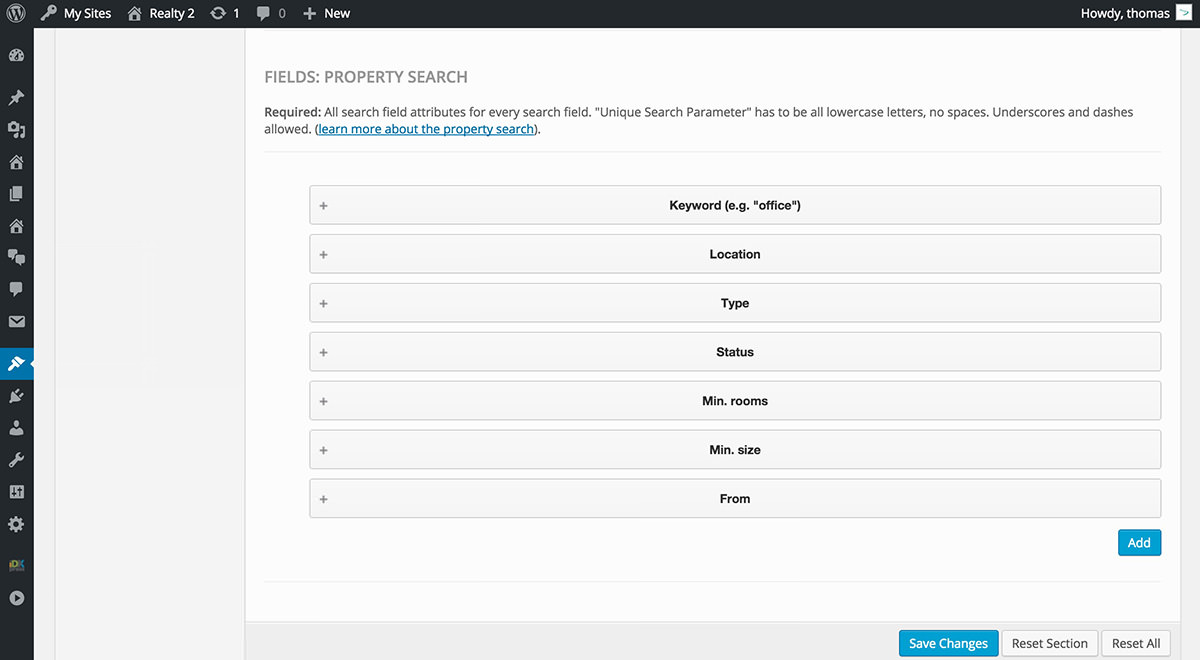 My Sites Realty 2 1 0 New Howdy, thomas
FIELDS: PROPERTY SEARCH
Required: All search field attributes for every search field. "Unique Search Parameter" has to be all lowercase letters, no spaces. Underscores and dashes
allowed. (learn more about the property search).
+ Keyword (e.g. "office")
+ Location
+ Type
+ Status
+ Min. rooms
+ Min. size
+ From
Add
Save Changes Reset Section Reset All